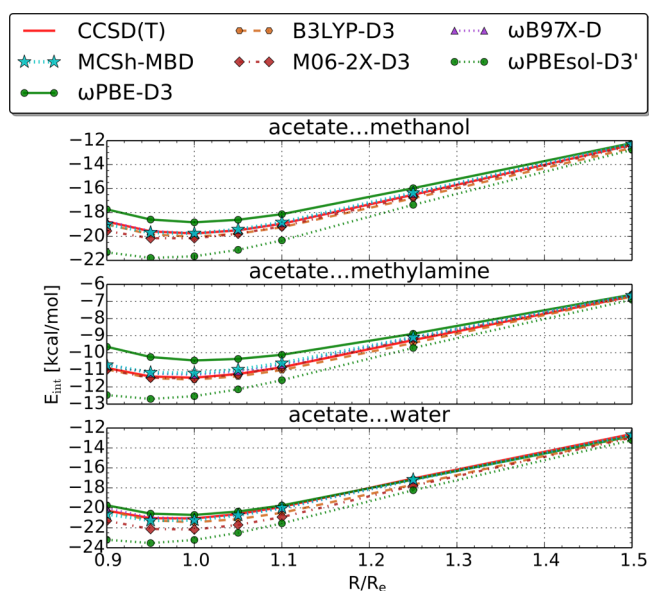 CCSD(T) B3LYP-D3 ωB97X-D
MCSh-MBD M06-2X-D3 ωPBEsol-D3'
ωPBE-D3
acetate...methanol
−12
−14
−16
−18
−20
−22
acetate...methylamine
−6
−7
−8
−9
−10
−11
−12
−13
E_int [kcal/mol]
acetate...water
−12
−14
−16
−18
−20
−22
−24
0.9 1.0 1.1 1.2 1.3 1.4 1.5
R/R_e